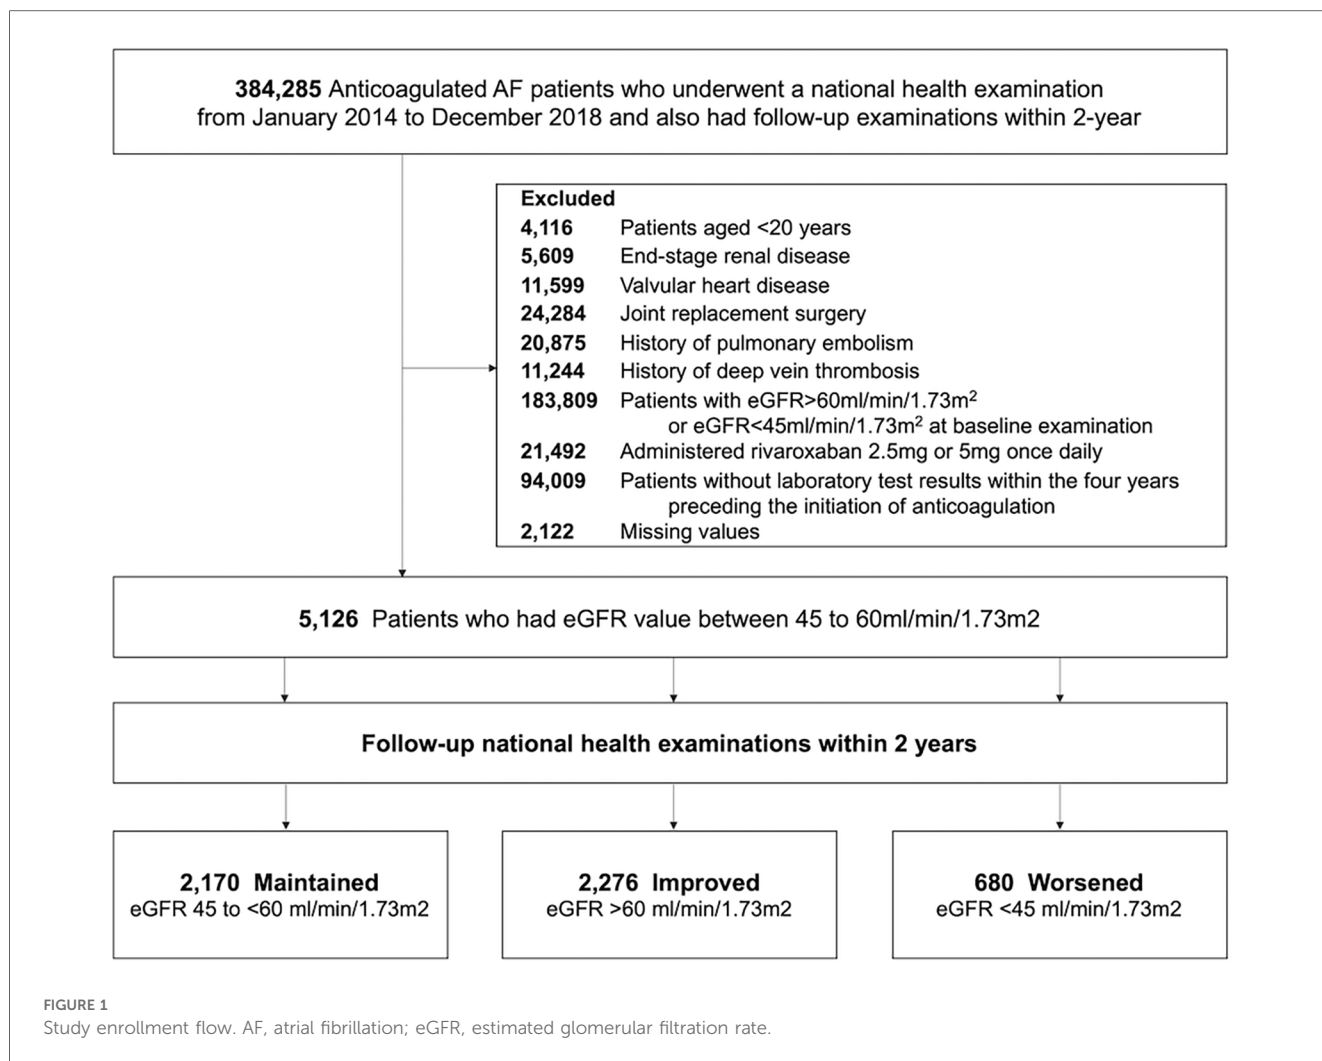 384,285 Anticoagulated AF patients who underwent a national health examination
from January 2014 to December 2018 and also had follow-up examinations within 2-year
Excluded
4,116 Patients aged <20 years
5,609 End-stage renal disease
11,599 Valvular heart disease
24,284 Joint replacement surgery
20,875 History of pulmonary embolism
11,244 History of deep vein thrombosis
183,809 Patients with eGFR>60ml/min/1.73m²
or eGFR<45ml/min/1.73m² at baseline examination
21,492 Administered rivaroxaban 2.5mg or 5mg once daily
94,009 Patients without laboratory test results within the four years
preceding the initiation of anticoagulation
2,122 Missing values
5,126 Patients who had eGFR value between 45 to 60ml/min/1.73m2
Follow-up national health examinations within 2 years
2,170 Maintained
eGFR 45 to <60 ml/min/1.73m2
2,276 Improved
eGFR >60 ml/min/1.73m2
680 Worsened
eGFR <45 ml/min/1.73m2
FIGURE 1
Study enrollment flow. AF, atrial fibrillation; eGFR, estimated glomerular filtration rate.